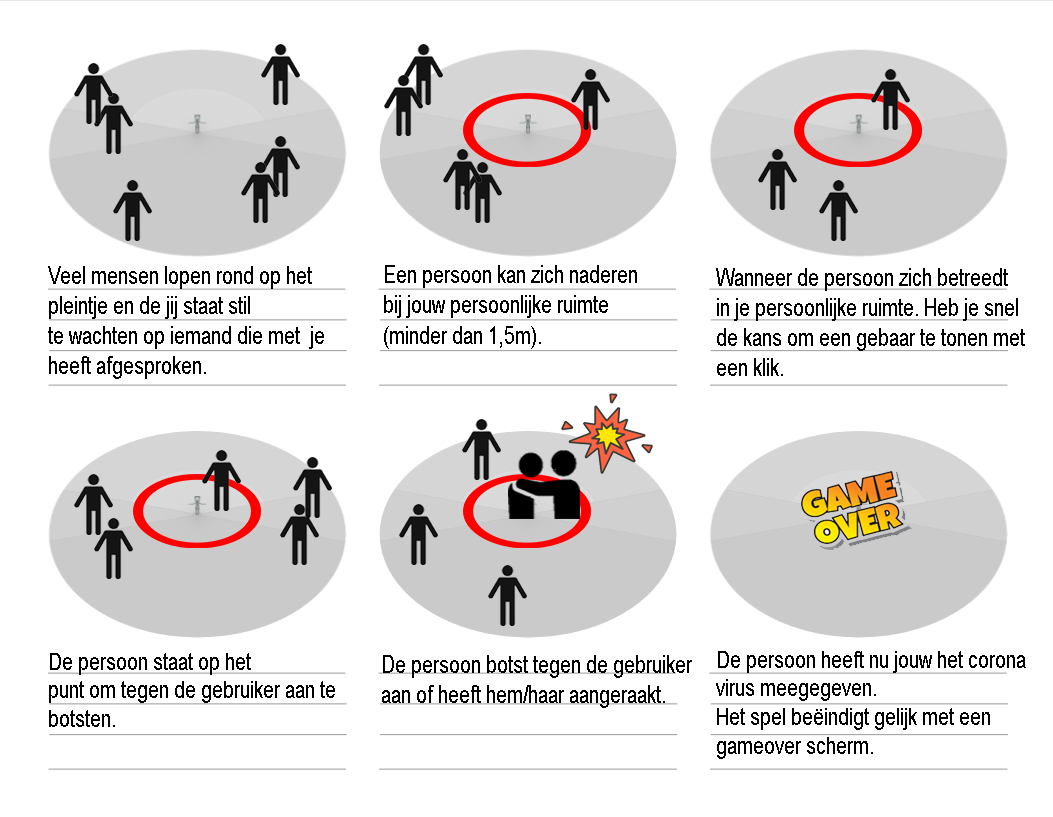 Veel mensen lopen rond op het
pleintje en de jij staat stil
te wachten op iemand die met je
heeft afgesproken.
Een persoon kan zich naderen
bij jouw persoonlijke ruimte
(minder dan 1,5m).
Wanneer de persoon zich betreedt
in je persoonlijke ruimte. Heb je snel
de kans om een gebaar te tonen met
een klik.
De persoon staat op het
punt om tegen de gebruiker aan te
botsten.
De persoon botst tegen de gebruiker
aan of heeft hem/haar aangeraakt.
GAME
OVER
De persoon heeft nu jouw het corona
virus meegegeven.
Het spel beëindigt gelijk met een
gameover scherm.